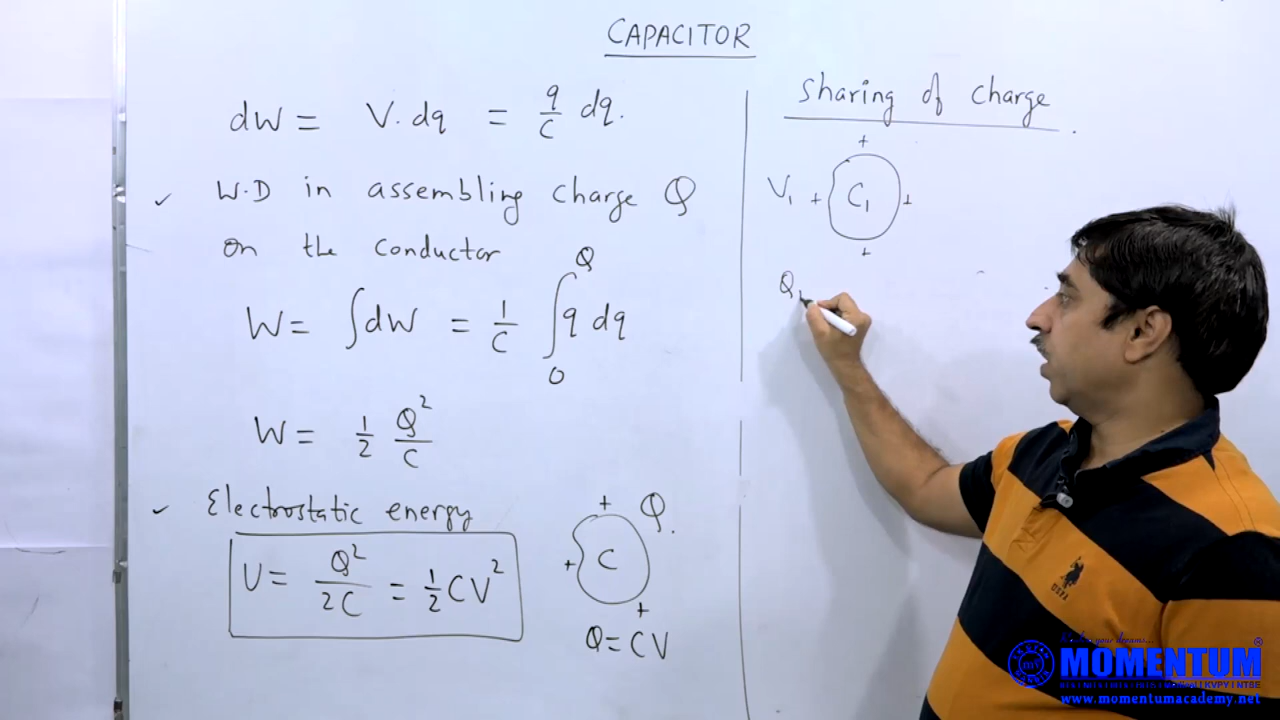 CAPACITOR
dW = V. dq = q/C dq.
✓ W.D in assembling charge Q
on the conductor
W = ∫dW = 1/C ∫₀^Q q dq
W = 1/2 Q²/C
✓ Electrostatic energy
U = Q²/2C = 1/2 CV²
+ Q.
+ C
+
Q = CV
Sharing of charge.
+
V₁ + C₁ +
+
Q₁
MOMENTUM
www.momentumacademy.net